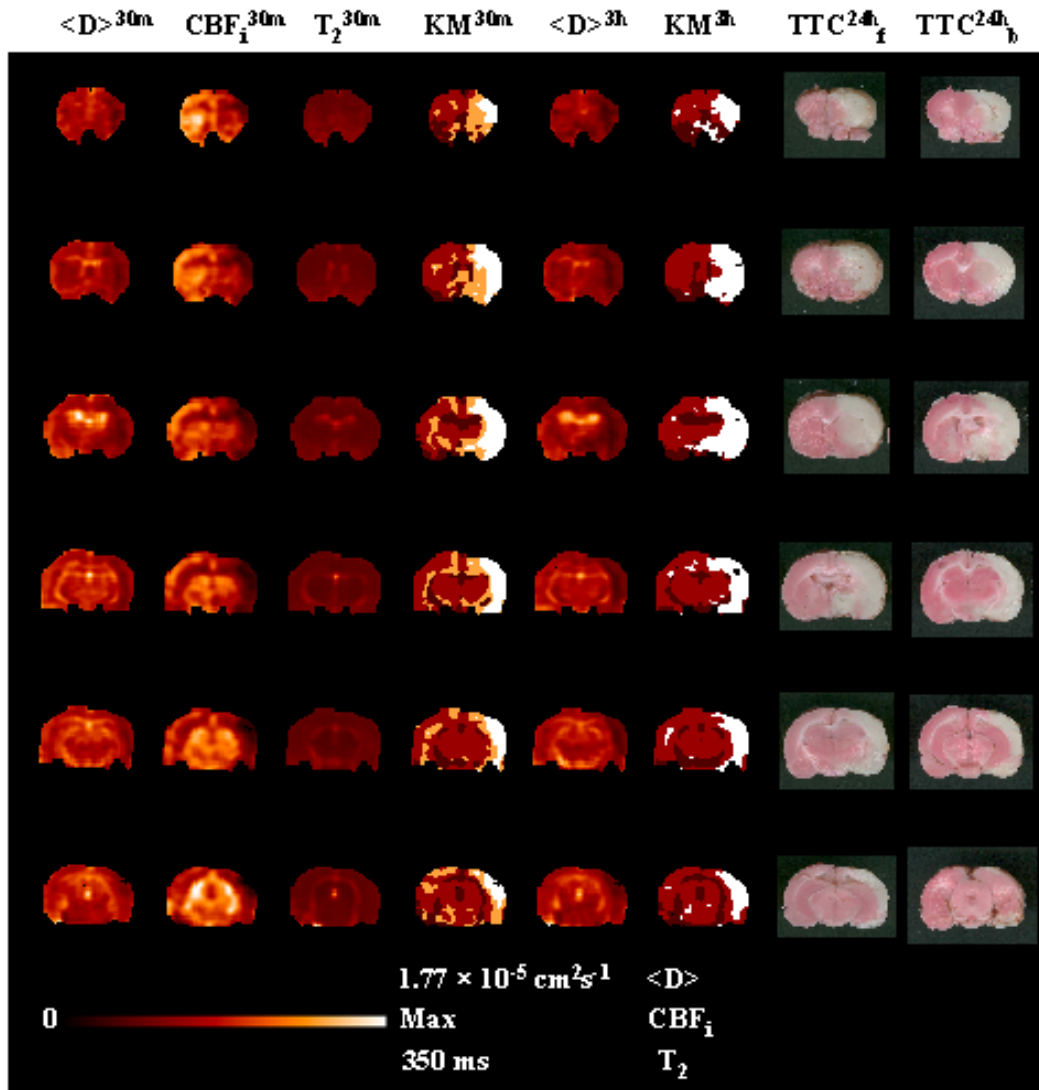 <D>30m CBFi30m T230m KM30m <D>3h KM3h TTC24hf TTC24hb
1.77 × 10-5 cm2s-1 <D>
0 Max CBFi
350 ms T2